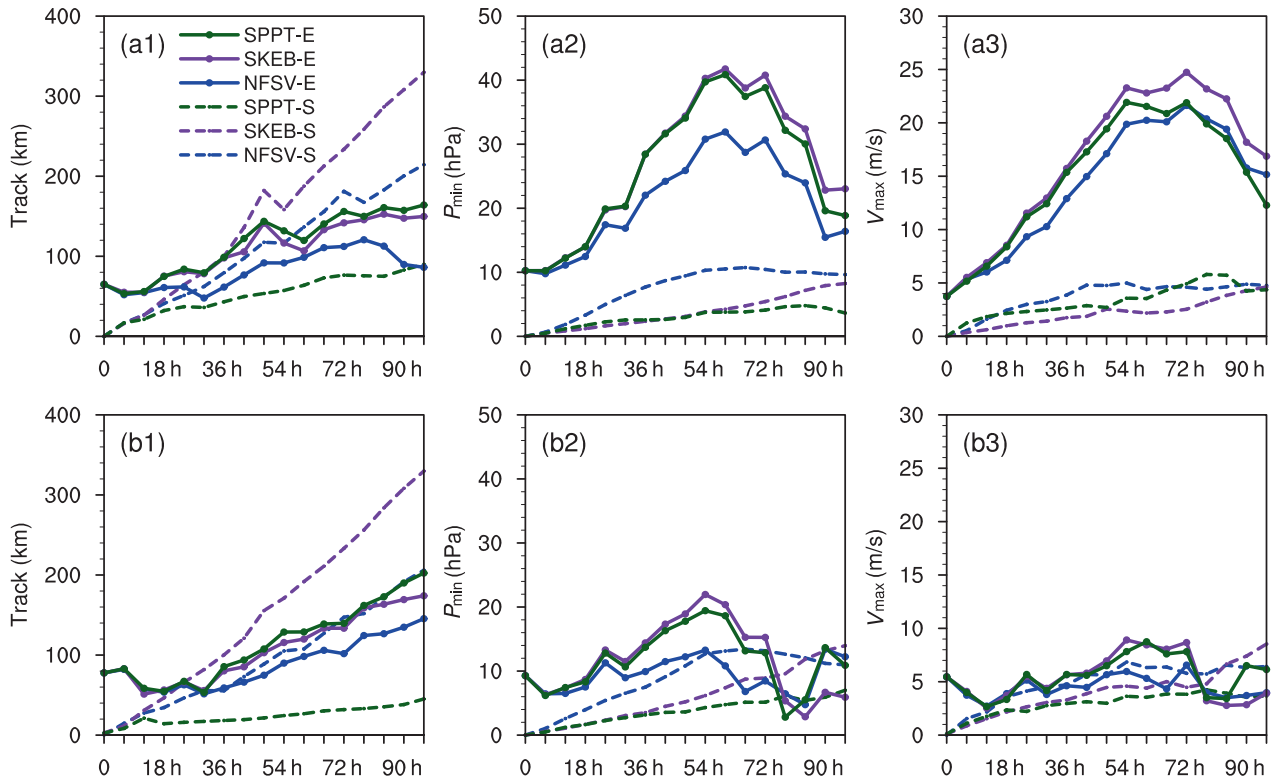 (a1)
Track (km)
400
300
200
100
0
SPPT-E
SKEB-E
NFSV-E
SPPT-S
SKEB-S
NFSV-S
0 18 h 36 h 54 h 72 h 90 h
(a2)
Pmin (hPa)
50
40
30
20
10
0
0 18 h 36 h 54 h 72 h 90 h
(a3)
Vmax (m/s)
30
25
20
15
10
5
0
0 18 h 36 h 54 h 72 h 90 h
(b1)
Track (km)
400
300
200
100
0
0 18 h 36 h 54 h 72 h 90 h
(b2)
Pmin (hPa)
50
40
30
20
10
0
0 18 h 36 h 54 h 72 h 90 h
(b3)
Vmax (m/s)
30
25
20
15
10
5
0
0 18 h 36 h 54 h 72 h 90 h